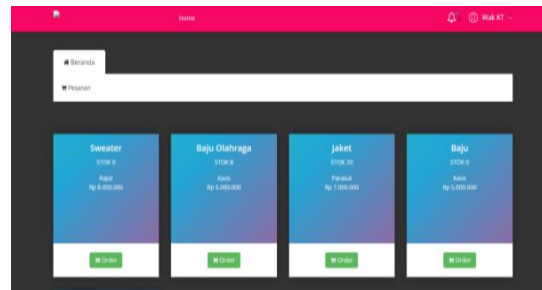 Home
Wak KT
Beranda
Pesanan
Sweater
STOK 8
Rajut
Rp 8.000.000
Order
Baju Olahraga
STOK 8
Kaos
Rp 5.000.000
Order
Jaket
STOK 20
Parasut
Rp 7.000.000
Order
Baju
STOK 0
Kaos
Rp 5.000.000
Order